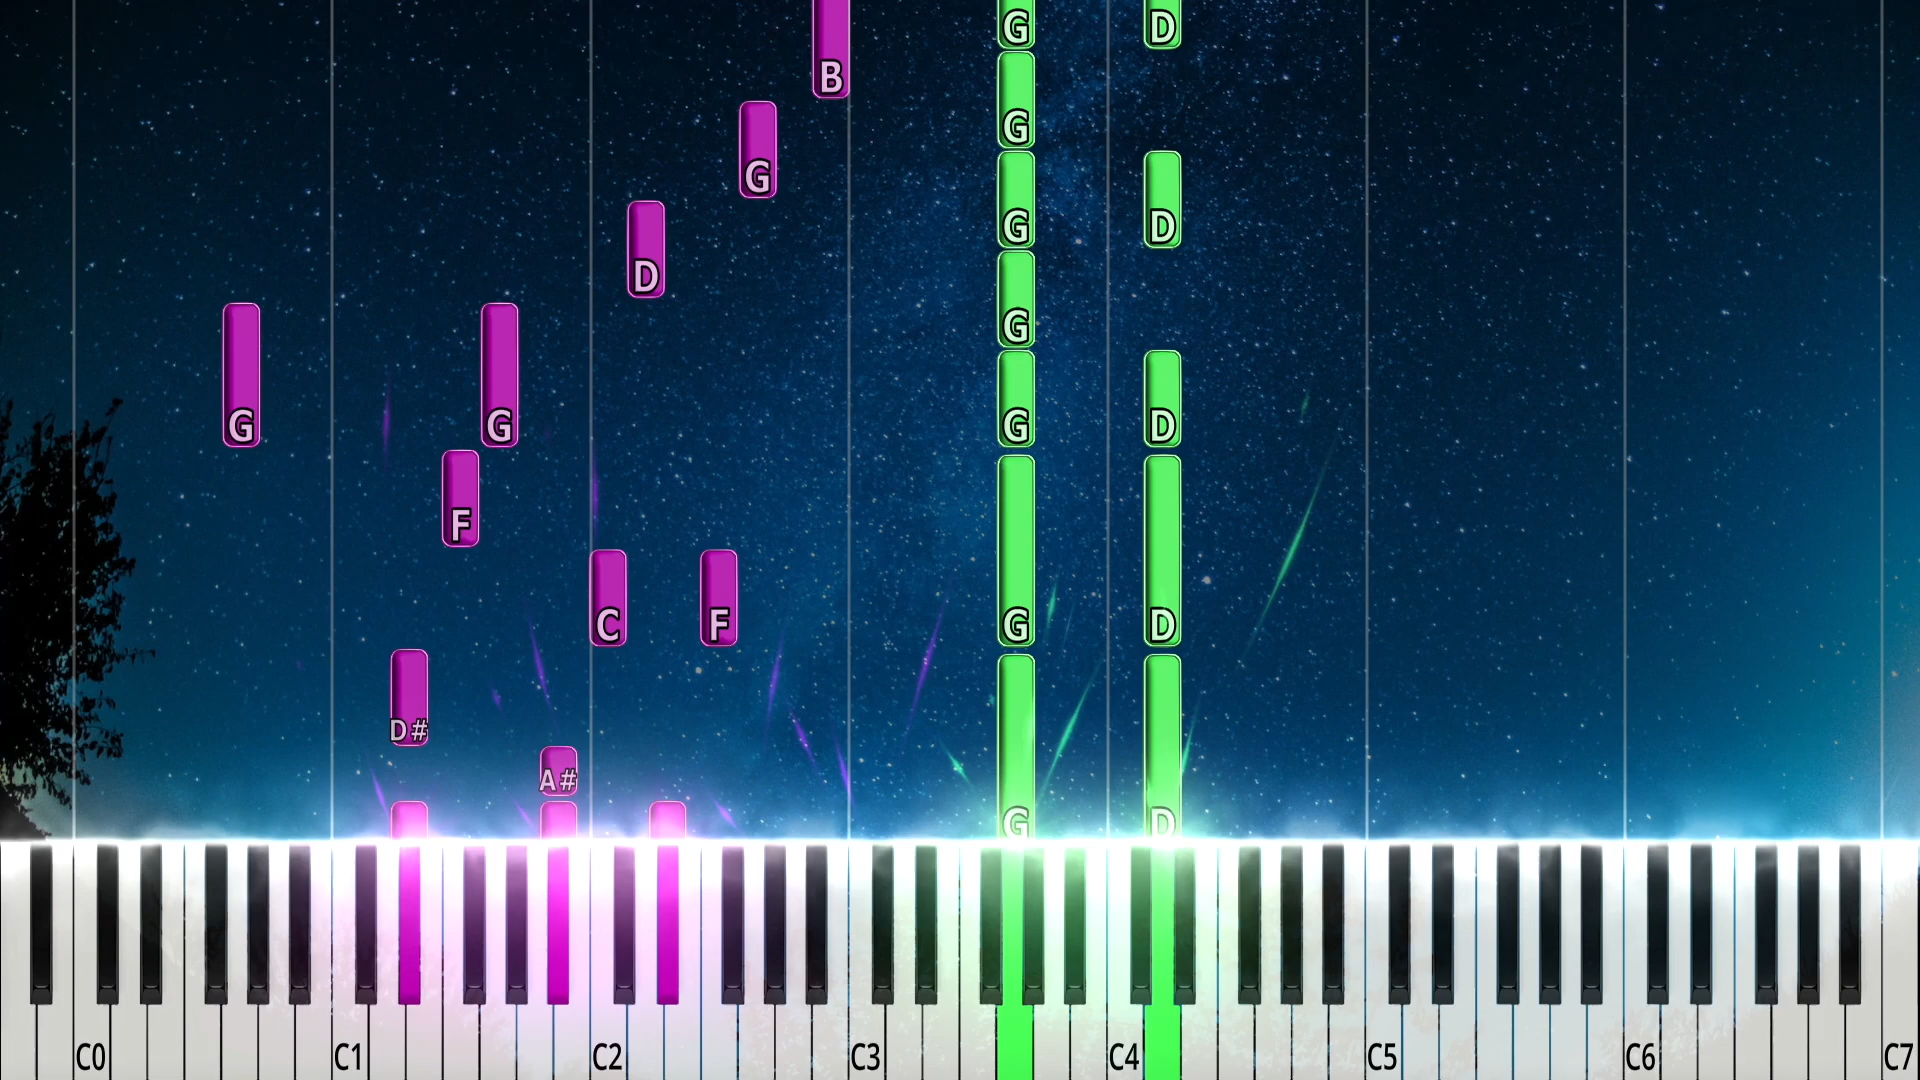 G D
B
G
G
G D
D
G
G G G D
F
C F G D
D#
A#
G D
C0 C1 C2 C3 C4 C5 C6 C7